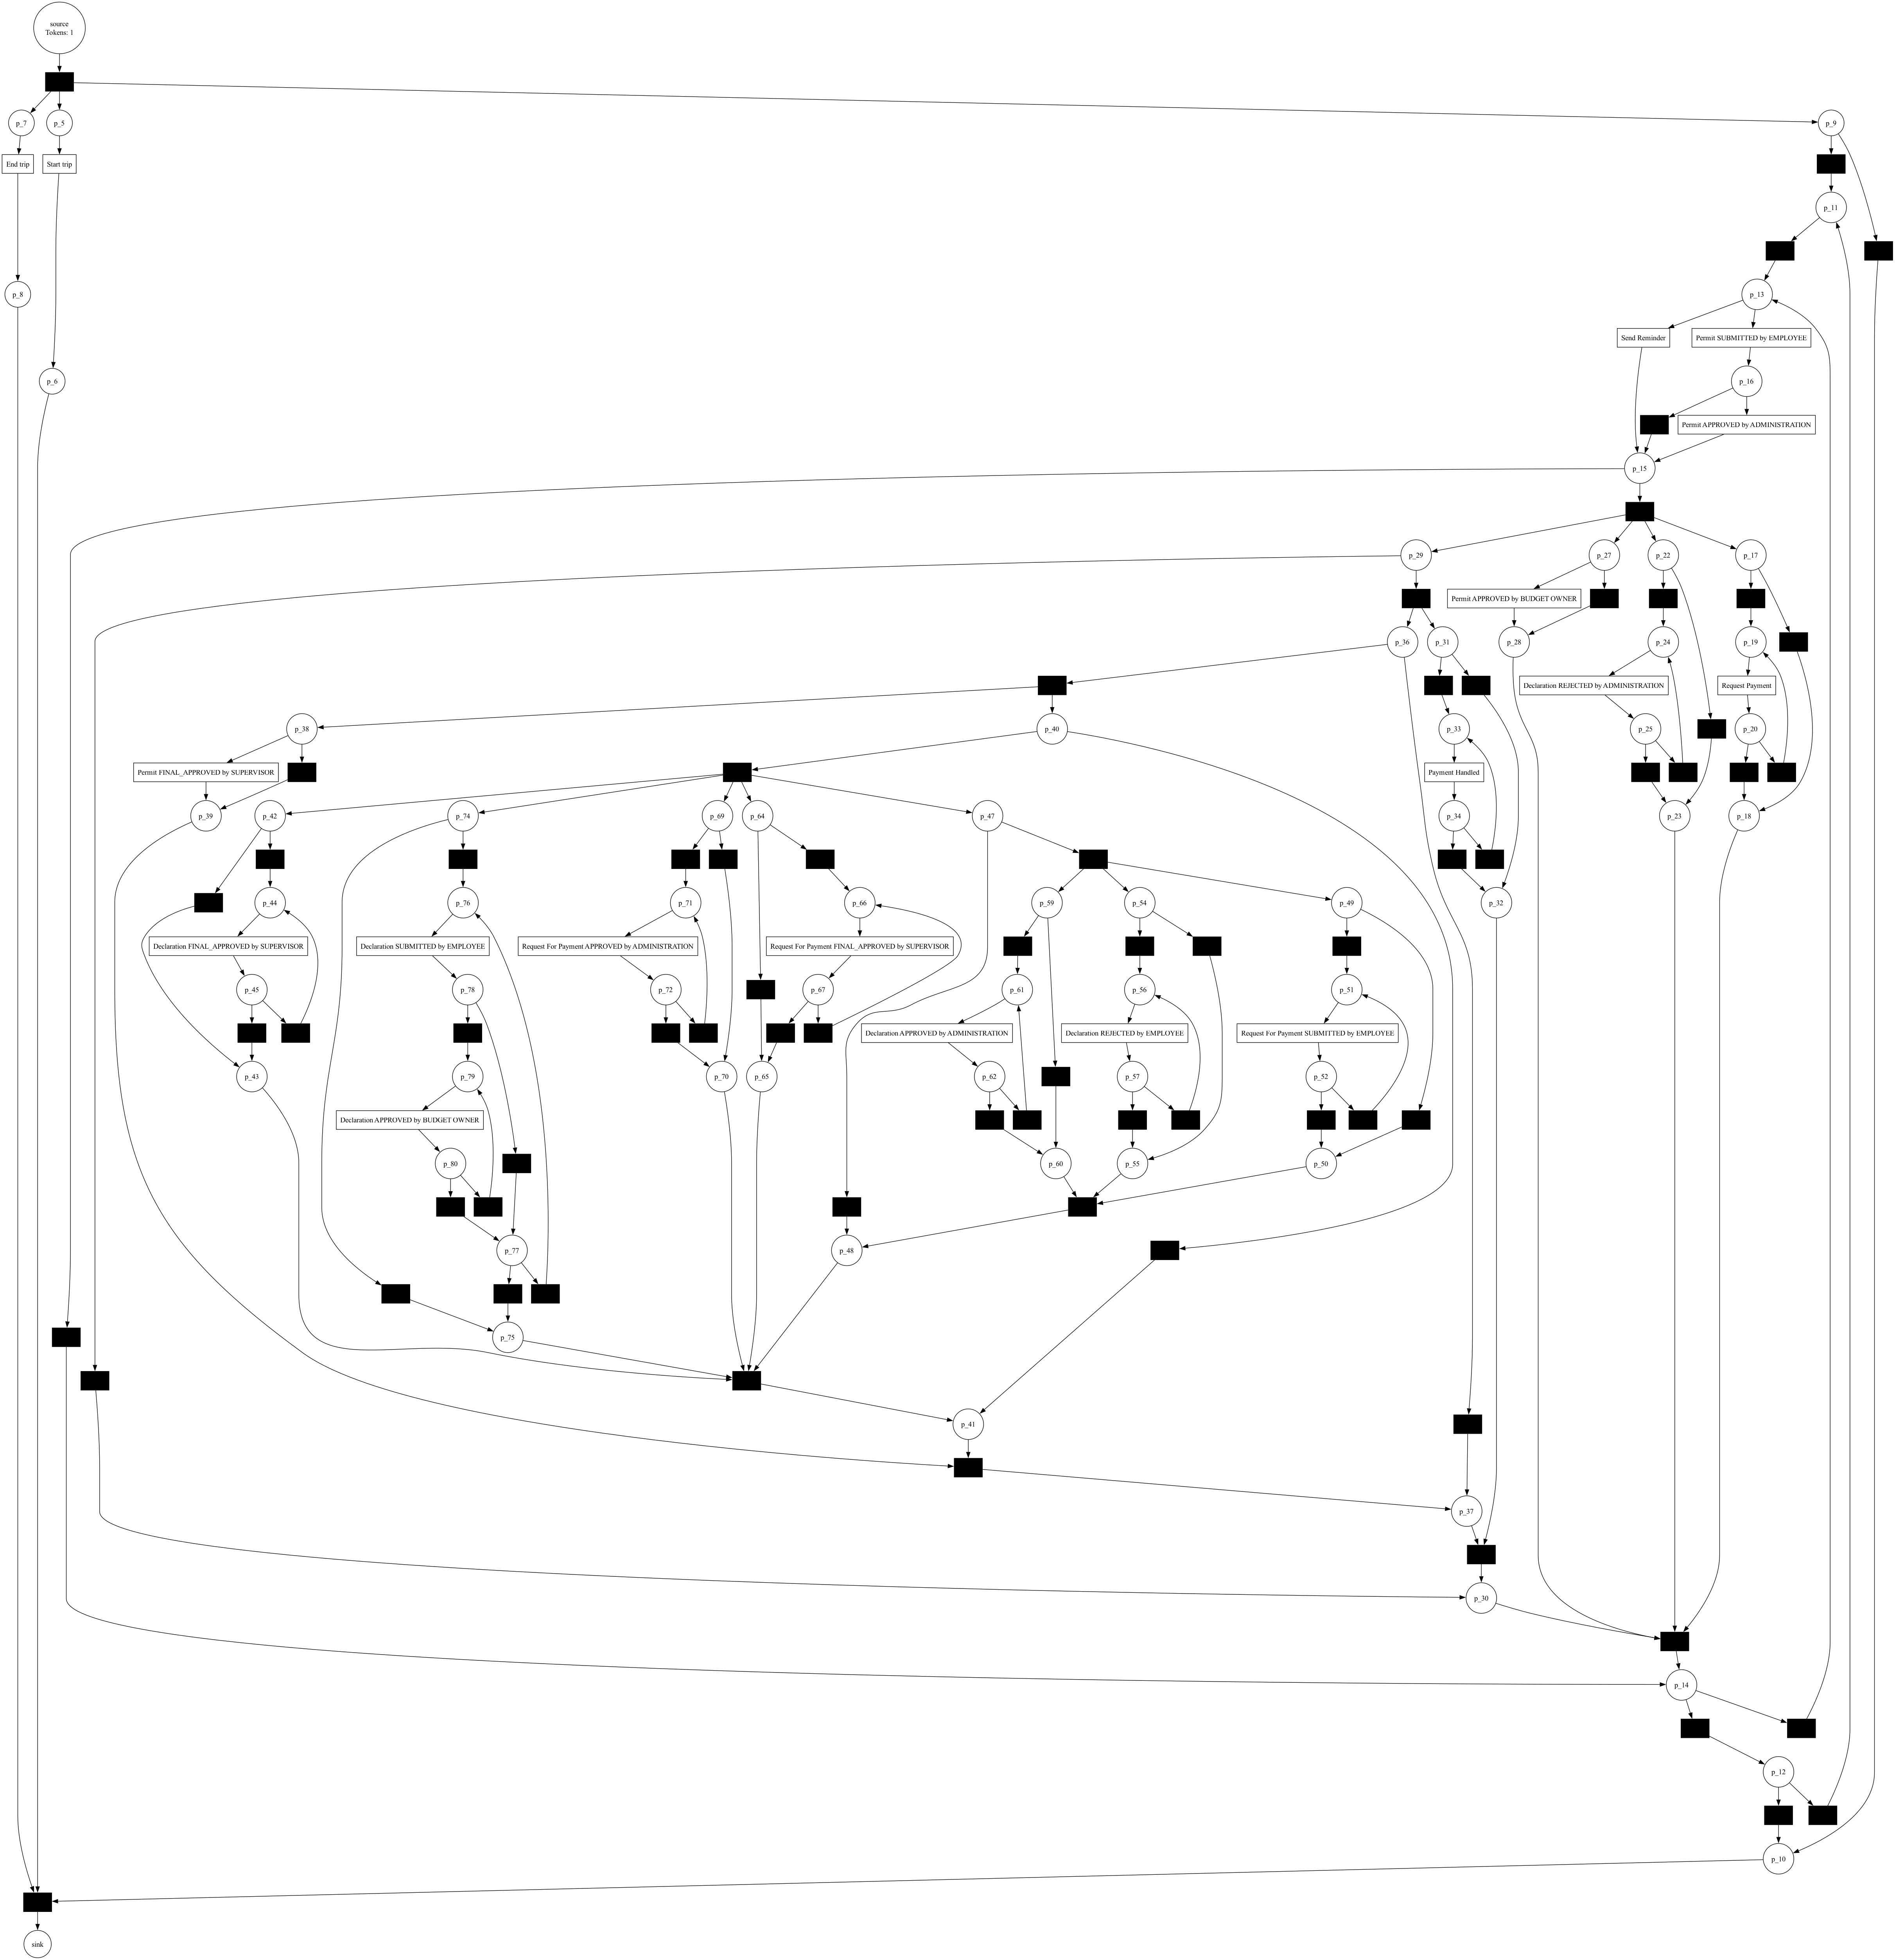 source
Tokens: 1
p_7
p_5
p_9
End trip
Start trip
p_11
p_8
p_13
Send Reminder
Permit SUBMITTED by EMPLOYEE
p_6
p_16
Permit APPROVED by ADMINISTRATION
p_15
p_29
p_27
p_22
p_17
Permit APPROVED by BUDGET OWNER
p_36
p_31
p_28
p_24
p_19
Declaration REJECTED by ADMINISTRATION
Request Payment
p_38
p_40
p_33
p_25
p_20
Permit FINAL_APPROVED by SUPERVISOR
Payment Handled
p_39
p_42
p_74
p_69
p_64
p_47
p_34
p_23
p_18
p_44
p_76
p_71
p_66
p_59
p_54
p_49
p_32
Declaration FINAL_APPROVED by SUPERVISOR
Declaration SUBMITTED by EMPLOYEE
Request For Payment APPROVED by ADMINISTRATION
Request For Payment FINAL_APPROVED by SUPERVISOR
p_45
p_78
p_72
p_67
p_61
p_56
p_51
Declaration APPROVED by ADMINISTRATION
Declaration REJECTED by EMPLOYEE
Request For Payment SUBMITTED by EMPLOYEE
p_43
p_79
p_70
p_65
p_62
p_57
p_52
Declaration APPROVED by BUDGET OWNER
p_80
p_60
p_55
p_50
p_77
p_48
p_75
p_41
p_37
p_30
p_14
p_12
p_10
sink